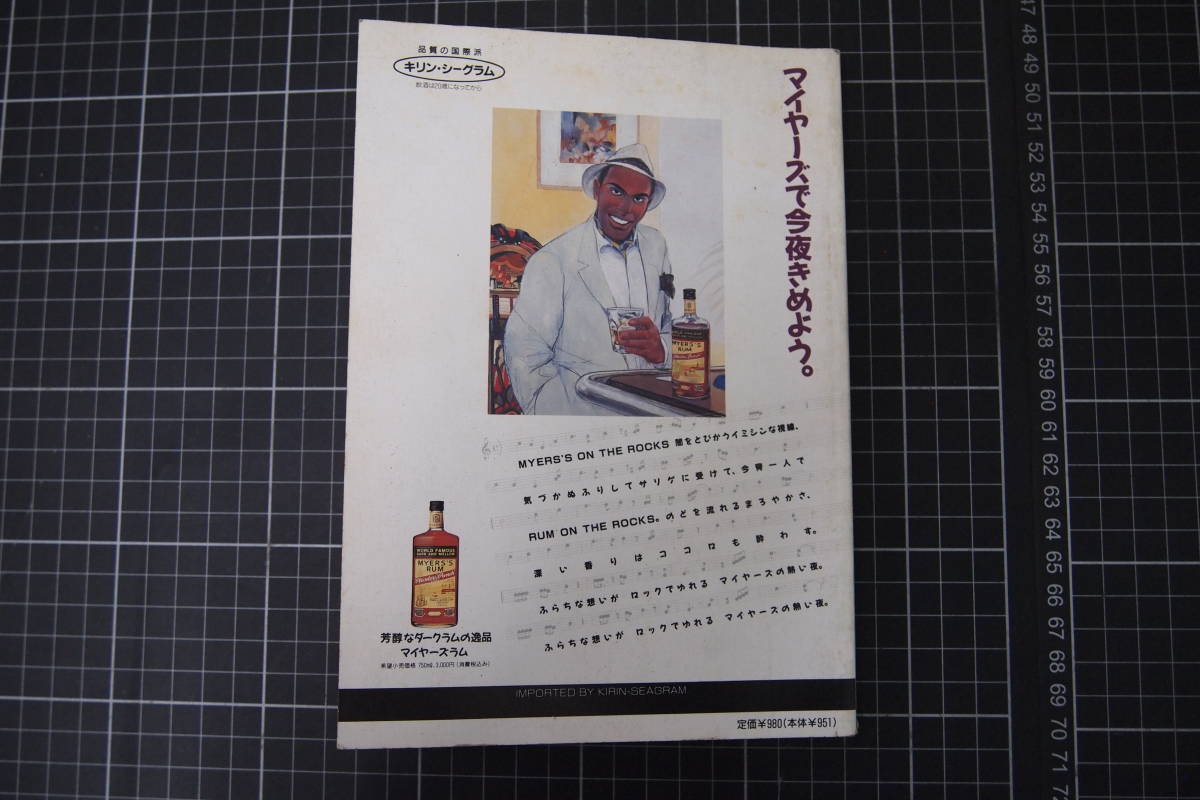 品質の国際派
キリン・シーグラム
飲酒は20歳になってから
マイヤーズで今夜きめよう。
MYERS'S
RUM
MYERS'S ON THE ROCKS 闇をとびかうイミシンな視線、
気づかぬふりしてサリゲに受けて、今宵一人で
RUM ON THE ROCKS。のどを流れるまろやかさ、
深い香りはココロも酔わす。
ふらちな想いが ロックでゆれる マイヤーズの熱い夜。
ふらちな想いが ロックでゆれる マイヤーズの熱い夜。
WORLD FAMOUS
MYERS'S
RUM
芳醇なダークラムの逸品
マイヤーズラム
希望小売価格 750ml 3,000円(消費税込み)
IMPORTED BY KIRIN-SEAGRAM
定価¥980(本体¥951)
47
48
49
50
51
52
53
54
55
56
57
58
59
60
61
62
63
64
65
66
67
68
69
70
71
72